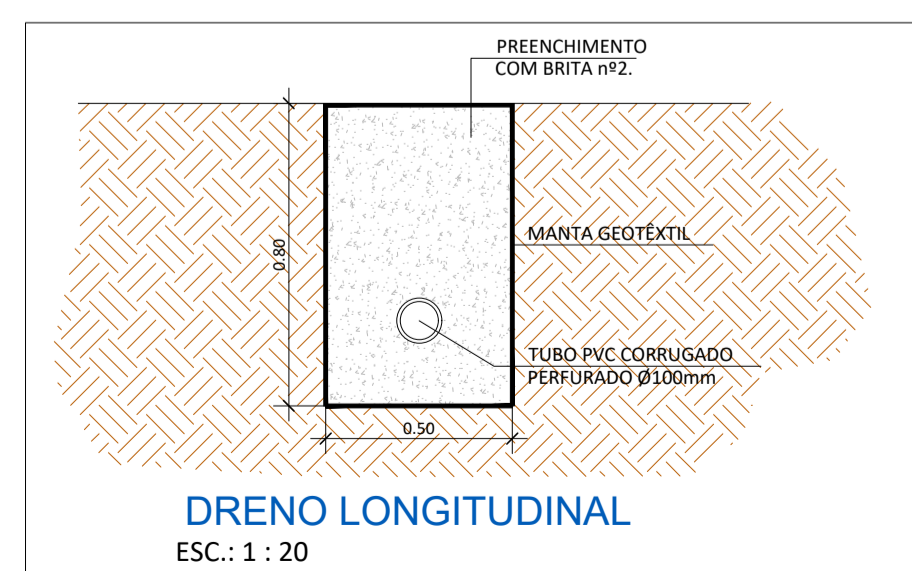 PREENCHIMENTO
COM BRITA nº2.
MANTA GEOTÊXTIL
0.80
TUBO PVC CORRUGADO
PERFURADO Ø100mm
0.50
DRENO LONGITUDINAL
ESC.: 1 : 20